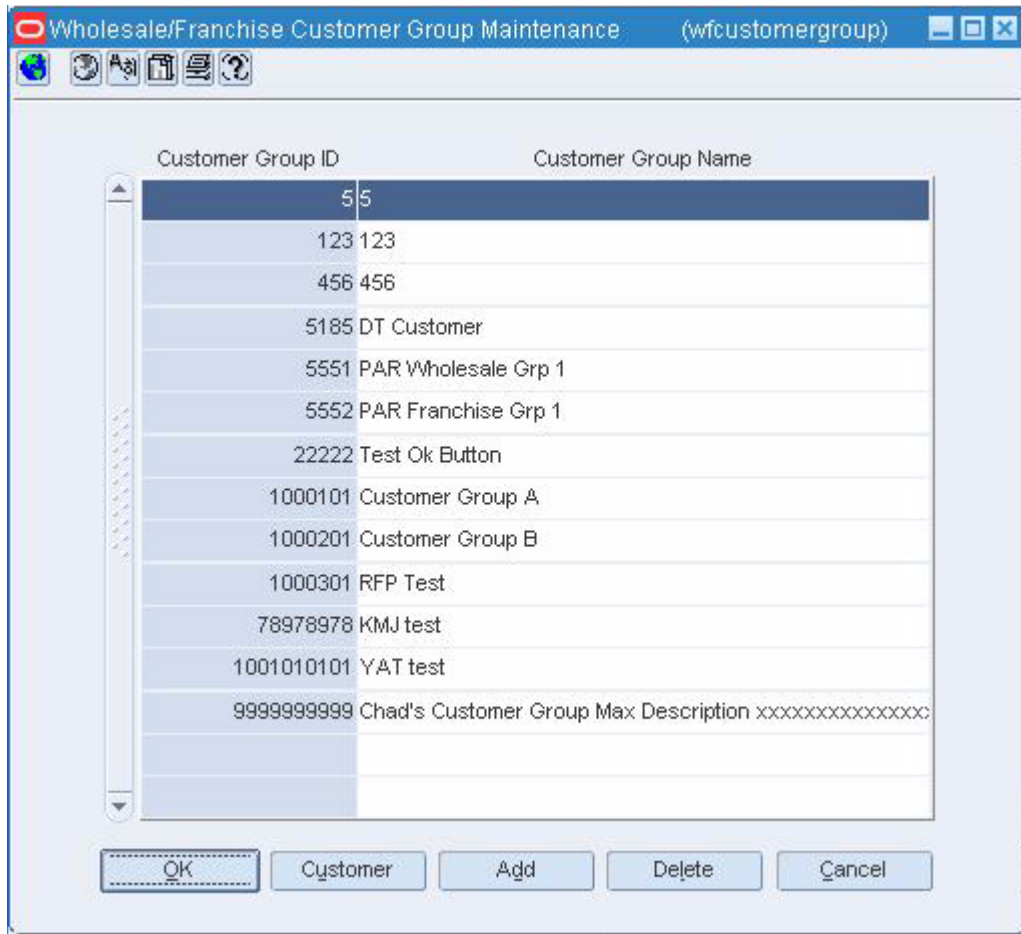 Wholesale/Franchise Customer Group Maintenance (wfcustomergroup)
Customer Group ID Customer Group Name
5 5
123 123
456 456
5185 DT Customer
5551 PAR Wholesale Grp 1
5552 PAR Franchise Grp 1
22222 Test Ok Button
1000101 Customer Group A
1000201 Customer Group B
1000301 RFP Test
78978978 KMJ test
1001010101 YAT test
9999999999 Chad's Customer Group Max Description xxxxxxxxxxxxxxx
OK Customer Add Delete Cancel